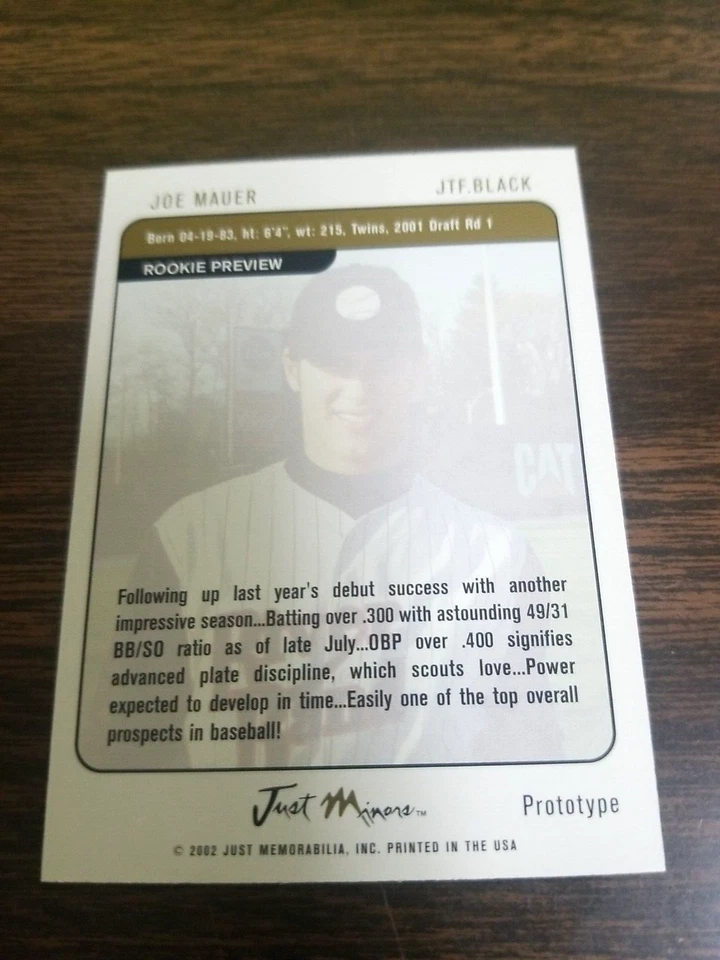 JOE MAUER
JTF.BLACK
Born 04-19-83, ht: 6'4", wt: 215, Twins, 2001 Draft Rd 1
ROOKIE PREVIEW
CAT
Following up last year's debut success with another
impressive season...Batting over .300 with astounding 49/31
BB/SO ratio as of late July...OBP over .400 signifies
advanced plate discipline, which scouts love...Power
expected to develop in time...Easily one of the top overall
prospects in baseball!
Just Minors™
Prototype
© 2002 JUST MEMORABILIA, INC. PRINTED IN THE USA